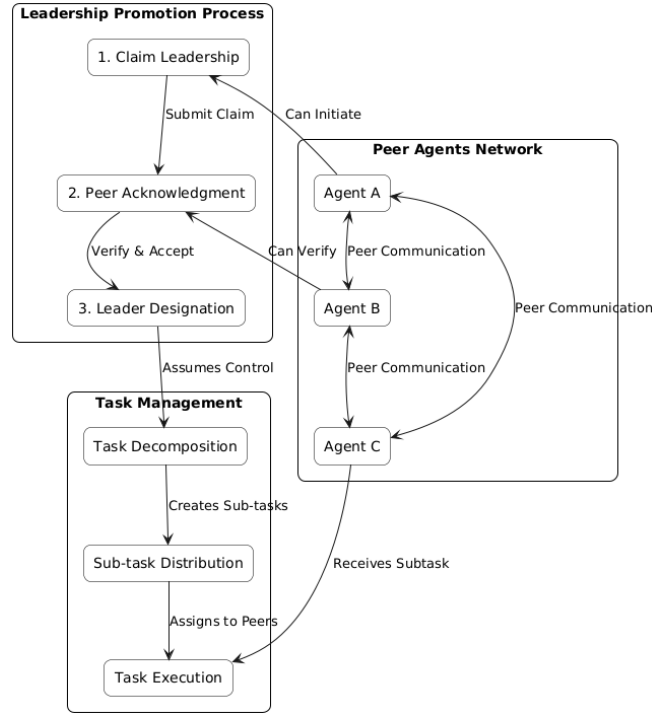 Leadership Promotion Process
1. Claim Leadership
Submit Claim
Can Initiate
Peer Agents Network
2. Peer Acknowledgment
Agent A
Verify & Accept
Can Verify
Peer Communication
3. Leader Designation
Agent B
Peer Communication
Assumes Control
Peer Communication
Task Management
Task Decomposition
Agent C
Creates Sub-tasks
Sub-task Distribution
Receives Subtask
Assigns to Peers
Task Execution